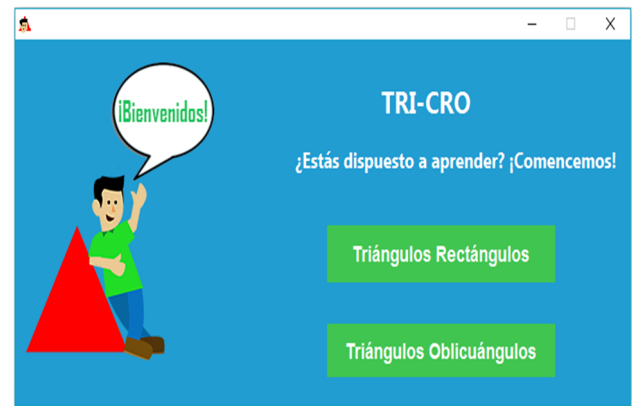 ¡Bienvenidos!
TRI-CRO
¿Estás dispuesto a aprender? ¡Comencemos!
Triángulos Rectángulos
Triángulos Oblicuángulos